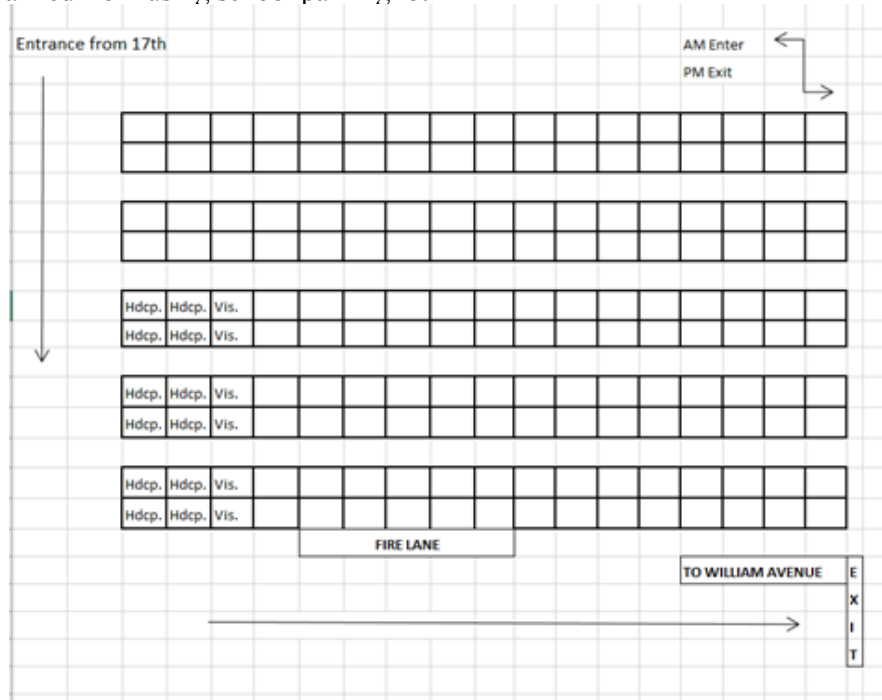 Entrance from 17th
AM Enter
PM Exit
Hdcp. Hdcp. Vis.
Hdcp. Hdcp. Vis.
Hdcp. Hdcp. Vis.
Hdcp. Hdcp. Vis.
Hdcp. Hdcp. Vis.
Hdcp. Hdcp. Vis.
FIRE LANE
TO WILLIAM AVENUE
E
X
I
T